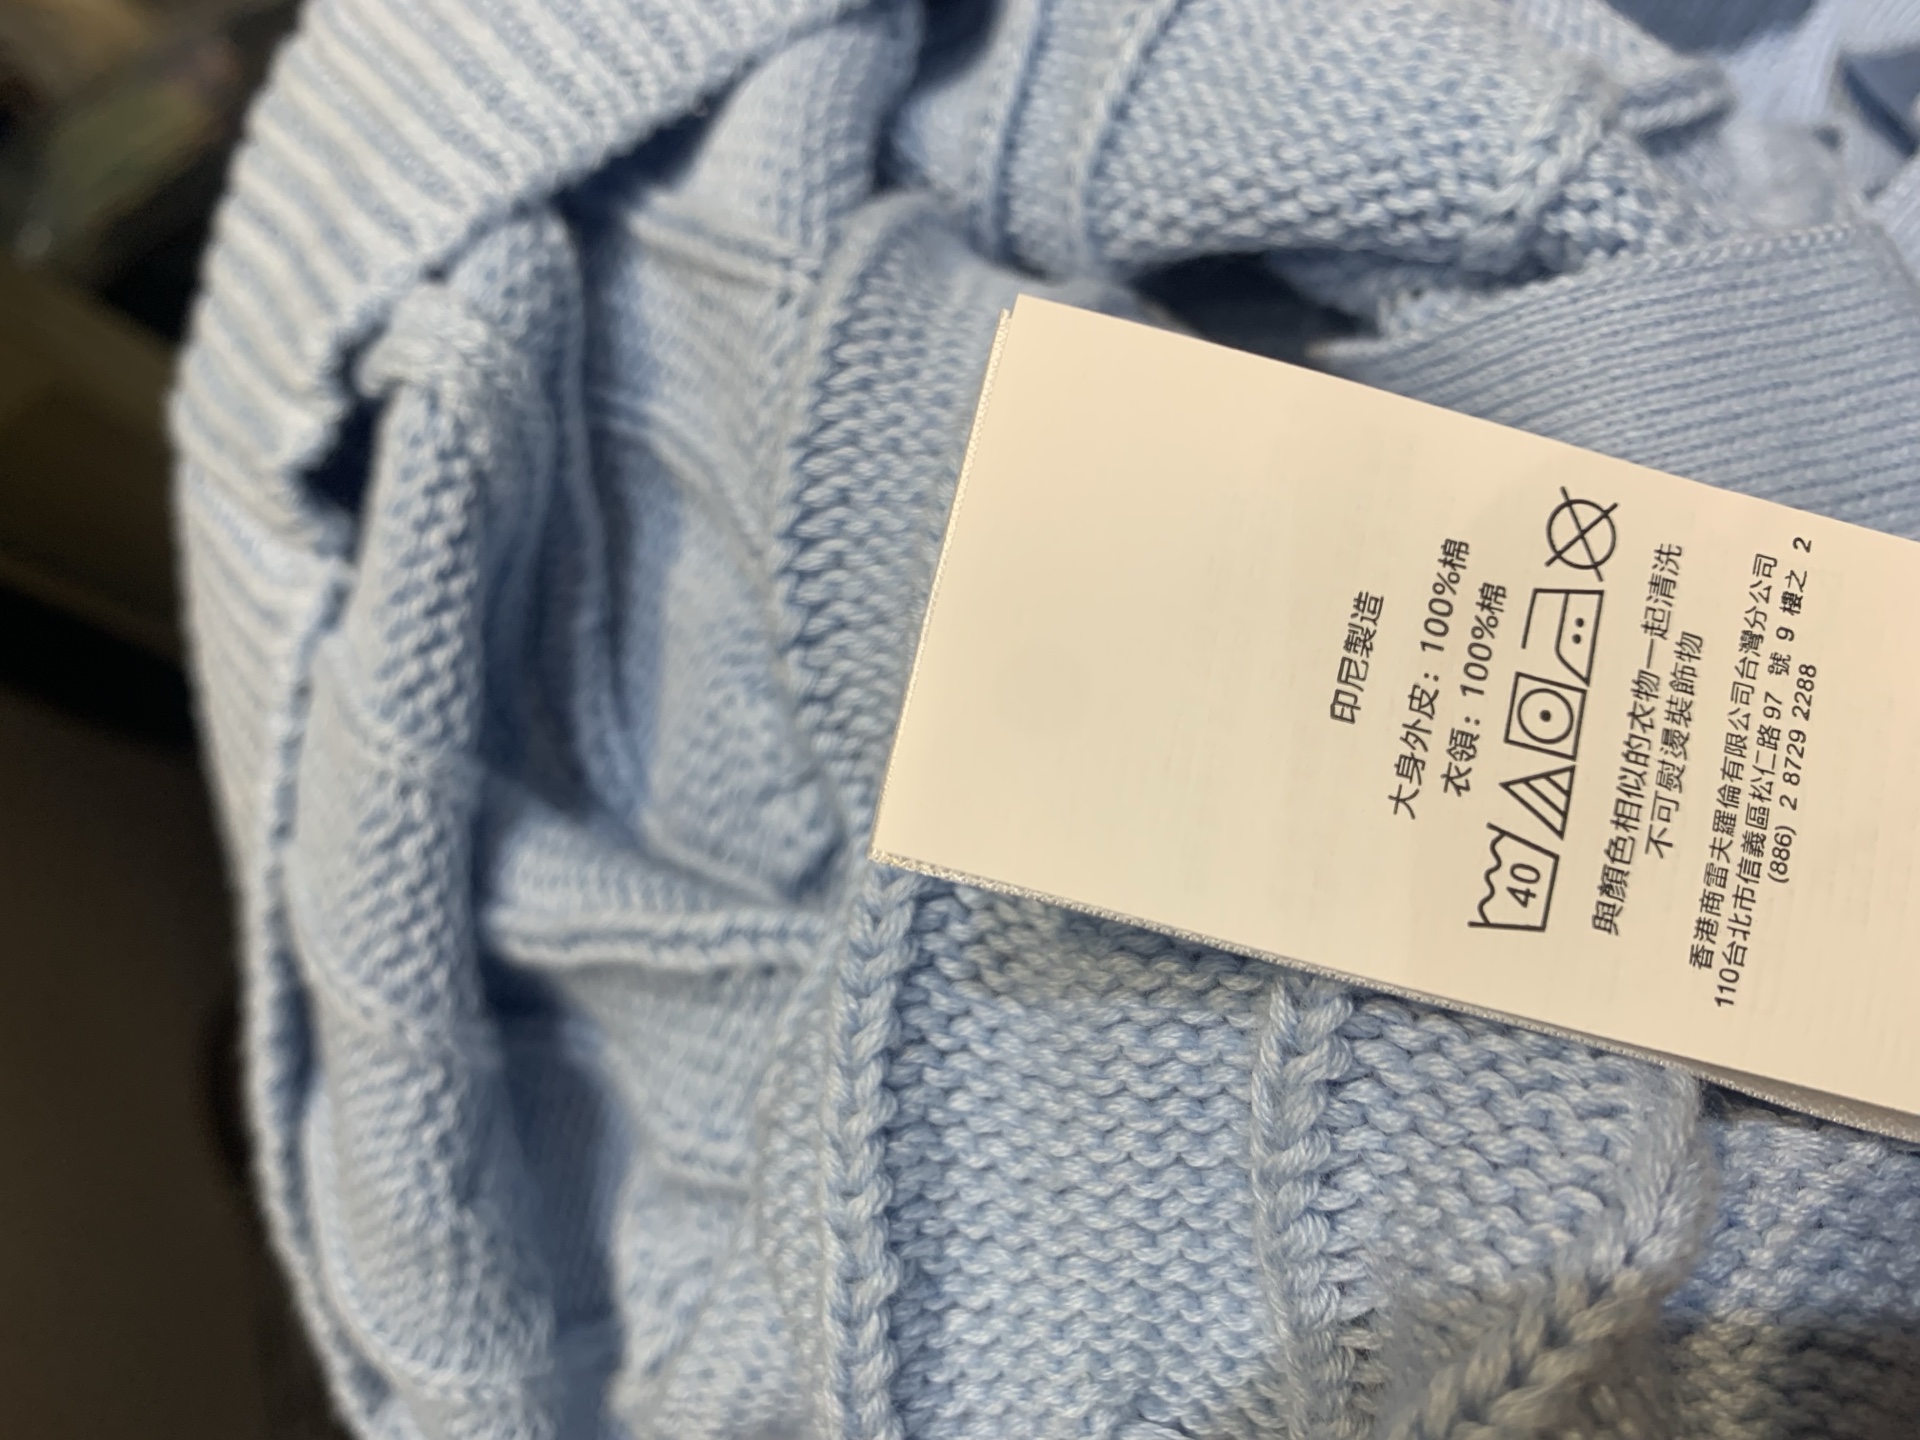 印尼製造
大身外皮：100%棉
衣領：100%棉
40
與顏色相似的衣物一起清洗
不可熨燙裝飾物
香港商雷夫羅倫有限公司台灣分公司
110台北市信義區松仁路 97 號 9 樓之 2
(886) 2 8729 2288